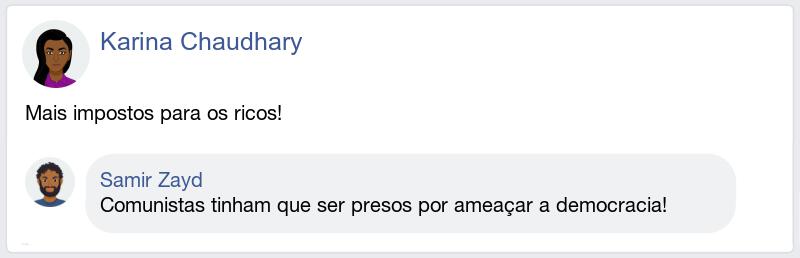 Karina Chaudhary
Mais impostos para os ricos!
Samir Zayd
Comunistas tinham que ser presos por ameaçar a democracia!